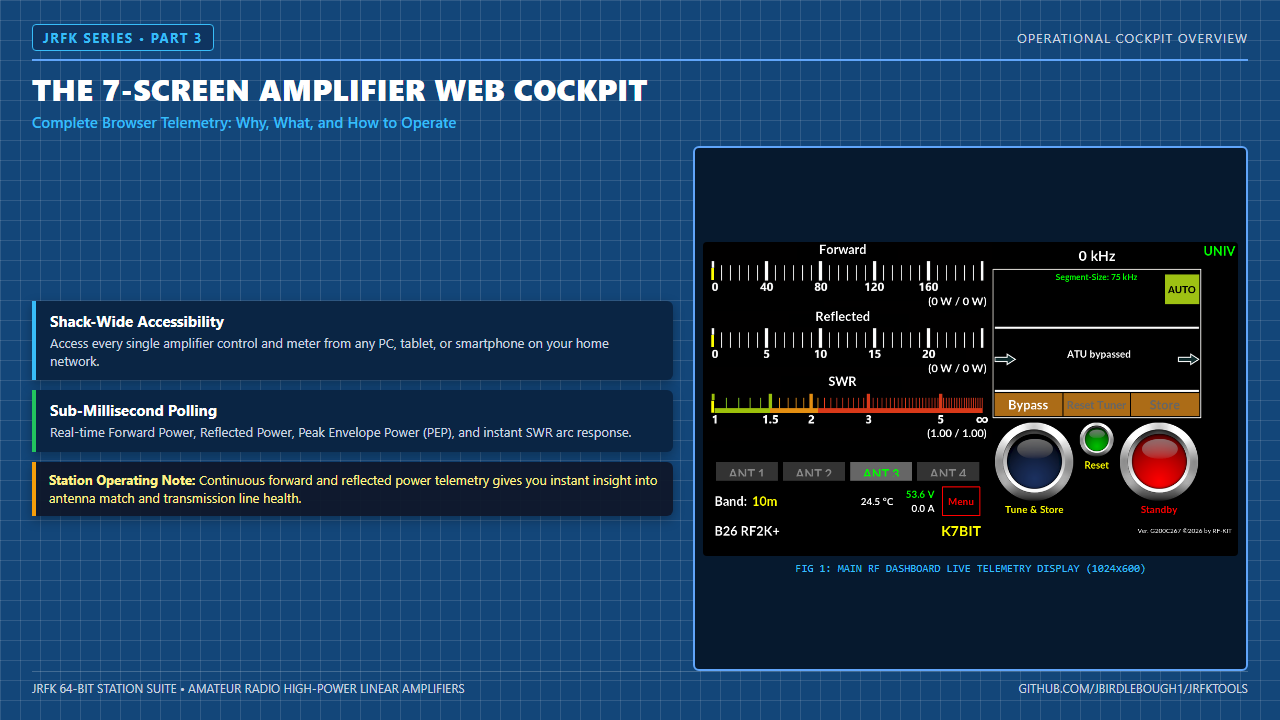 JRFK SERIES • PART 3
OPERATIONAL COCKPIT OVERVIEW
THE 7-SCREEN AMPLIFIER WEB COCKPIT
Complete Browser Telemetry: Why, What, and How to Operate
Shack-Wide Accessibility
Access every single amplifier control and meter from any PC, tablet, or smartphone on your home
network.
Sub-Millisecond Polling
Real-time Forward Power, Reflected Power, Peak Envelope Power (PEP), and instant SWR arc response.
Station Operating Note: Continuous forward and reflected power telemetry gives you instant insight into
antenna match and transmission line health.
Forward
0 40 80 120 160
(0 W / 0 W)
Reflected
0 5 10 15 20
(0 W / 0 W)
SWR
1 1.5 2 3 5 ∞
(1.00 / 1.00)
ANT 1 ANT 2 ANT 3 ANT 4
Band: 10m
24.5 °C
53.6 V
0.0 A
Menu
B26 RF2K+
K7BIT
0 kHz
UNIV
Segment-Size: 75 kHz
AUTO
ATU bypassed
Bypass Reset Tuner Store
Reset
Tune & Store
Standby
Ver. G200C267 ©2026 by RF-KIT
FIG 1: MAIN RF DASHBOARD LIVE TELEMETRY DISPLAY (1024x600)
JRFK 64-BIT STATION SUITE • AMATEUR RADIO HIGH-POWER LINEAR AMPLIFIERS
GITHUB.COM/JBIRDLEBOUGH1/JRFKTOOLS